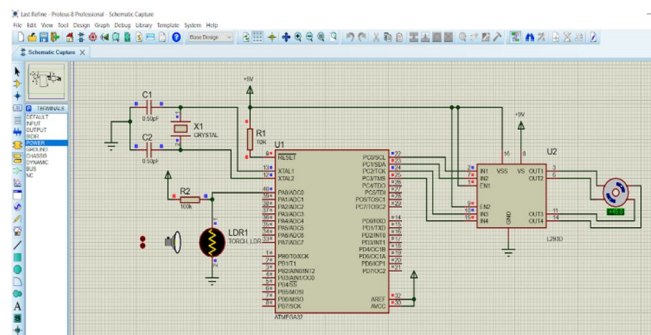 Last Refine - Proteus 8 Professional - Schematic Capture
File Edit View Tool Design Graph Debug Library Template System Help
Base Design
Schematic Capture X
TERMINALS
DEFAULT
INPUT
OUTPUT
BIDIR
POWER
GROUND
CHASSIS
DYNAMIC
BUS
NC
C1
0.50pF
C2
0.50pF
X1
CRYSTAL
+5V
R1
10K
R2
100k
LDR1
TORCH_LDR
U1
RESET
XTAL1
XTAL2
PA0/ADC0
PA1/ADC1
PA2/ADC2
PA3/ADC3
PA4/ADC4
PA5/ADC5
PA6/ADC6
PA7/ADC7
PB0/T0/XCK
PB1/T1
PB2/AIN0/INT2
PB3/AIN1/OC0
PB4/SS
PB5/MOSI
PB6/MISO
PB7/SCK
PC0/SCL
PC1/SDA
PC2/TCK
PC3/TMS
PC4/TDO
PC5/TDI
PC6/TOSC1
PC7/TOSC2
PD0/RXD
PD1/TXD
PD2/INT0
PD3/INT1
PD4/OC1B
PD5/OC1A
PD6/ICP1
PD7/OC2
AREF
AVCC
ATMEGA32
+9V
U2
IN1
IN2
EN1
EN2
IN3
IN4
VSS
VS
GND
OUT1
OUT2
OUT3
OUT4
L293D